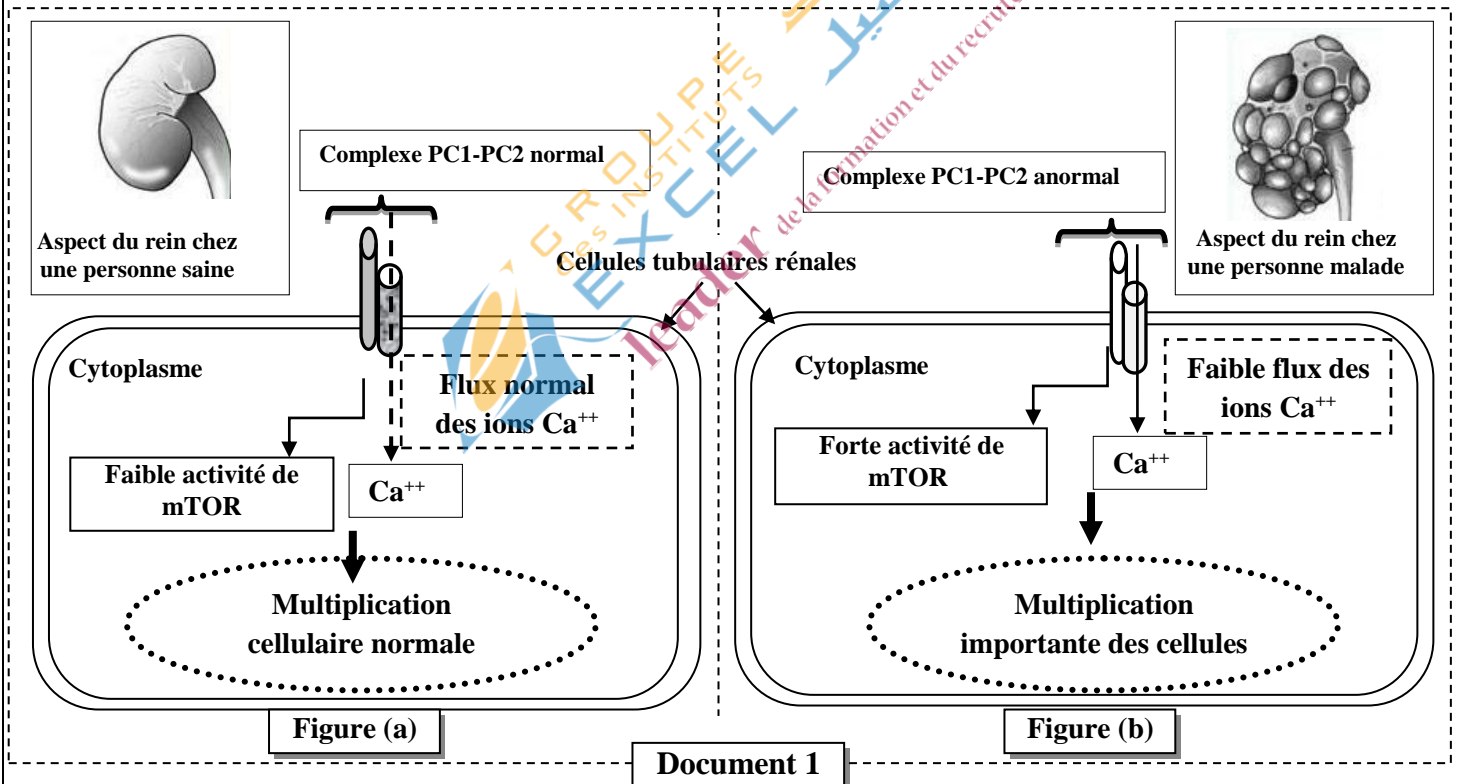 Complexe PC1-PC2 normal
Aspect du rein chez
une personne saine
Cytoplasme
Flux normal
des ions Ca⁺⁺
Faible activité de
mTOR
Ca⁺⁺
Multiplication
cellulaire normale
Figure (a)
Cellules tubulaires rénales
GROUPE
des INSTITUTS
EXCEL
leader de la formation et du recrute
Complexe PC1-PC2 anormal
Aspect du rein chez
une personne malade
Cytoplasme
Faible flux des
ions Ca⁺⁺
Forte activité de
mTOR
Ca⁺⁺
Multiplication
importante des cellules
Figure (b)
Document 1